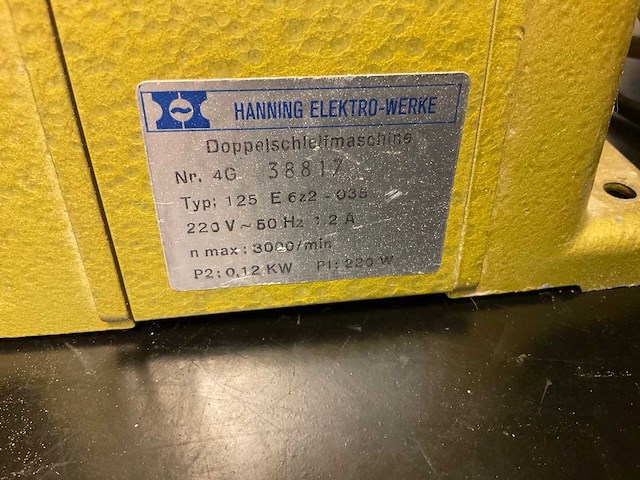 HANNING ELEKTRO-WERKE
Doppelschleifmaschine
Nr. 4G 38817
Typ: 125 E 6z2-035
220 V ~ 50 Hz 1.2 A
n max: 3000/min
P2: 0,12 KW P1: 220 W